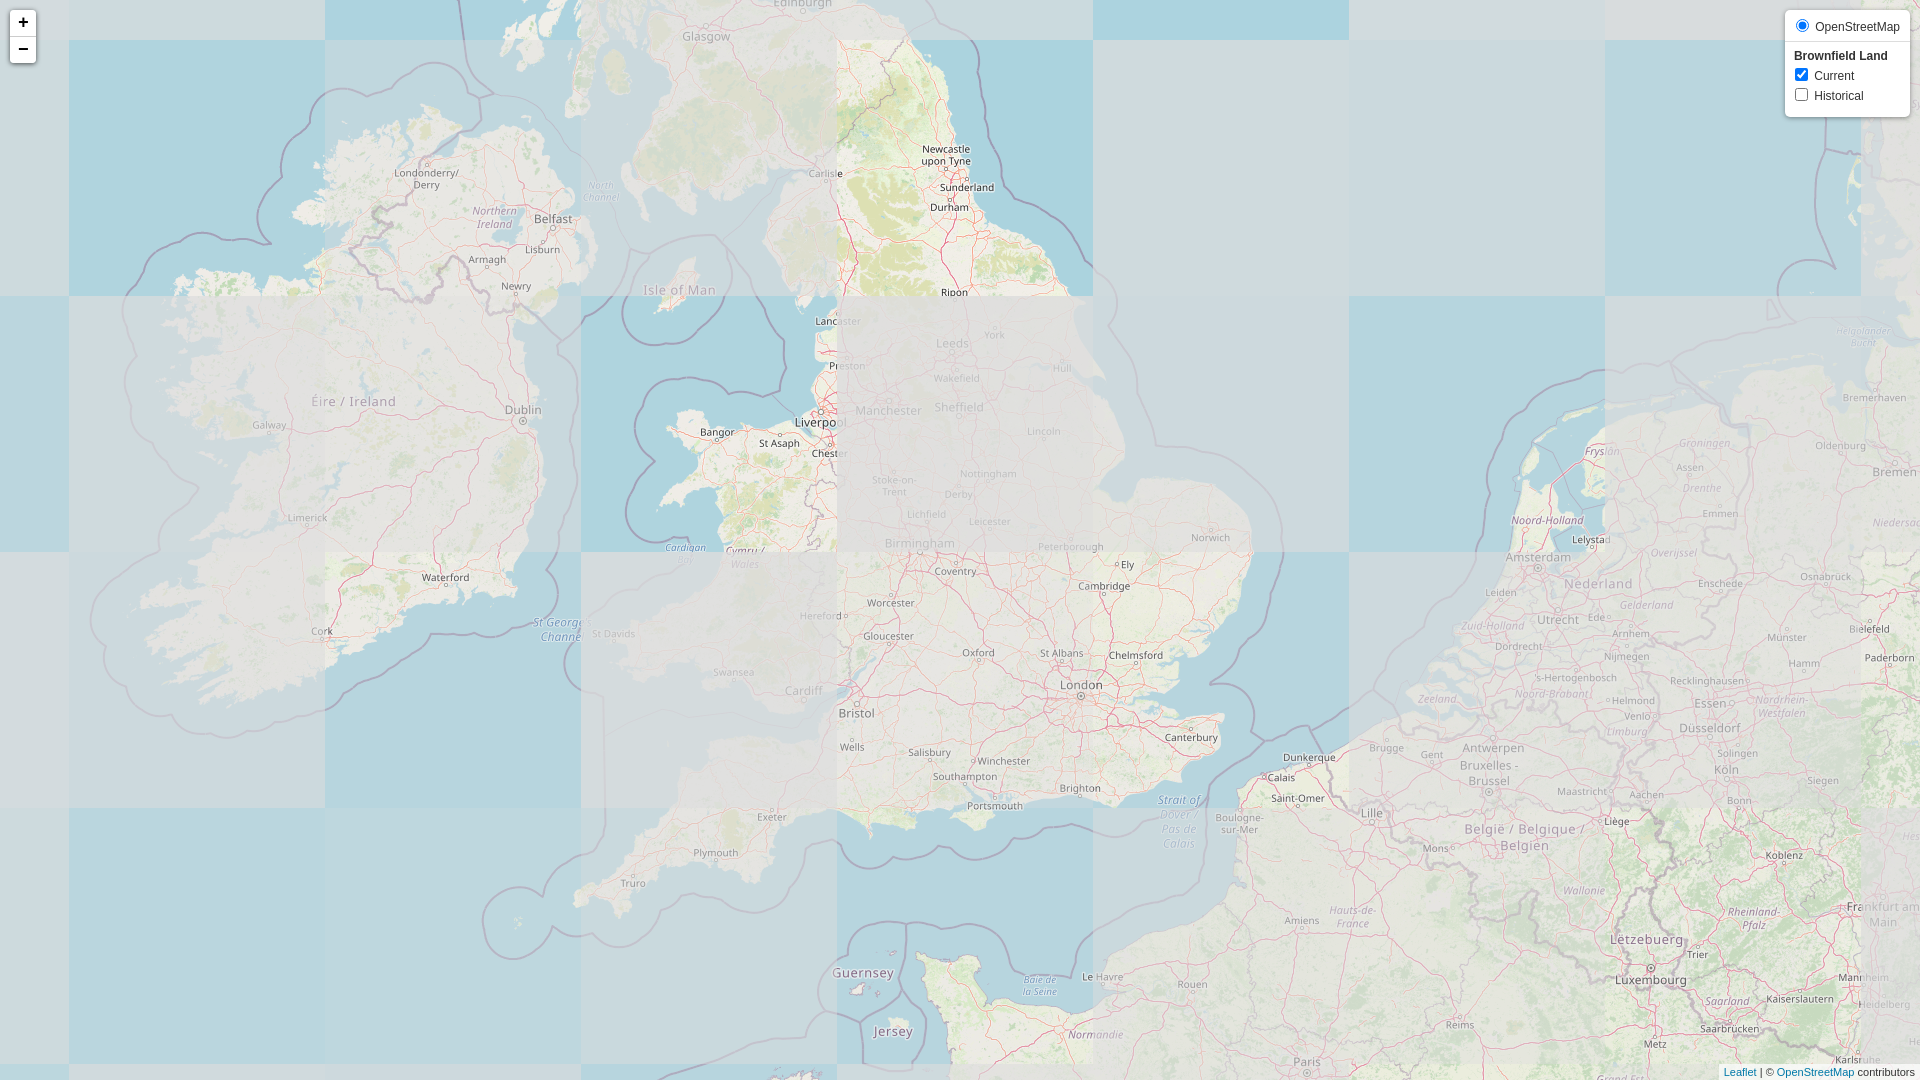 +
−
OpenStreetMap
Brownfield Land
Current
Historical
Edinburgh
Glasgow
Newcastle
upon Tyne
Londonderry/
Derry
Carlisle
Sunderland
North
Channel
Durham
Northern
Ireland
Belfast
Lisburn
Armagh
Newry
Isle of Man
Ripon
Lancaster
York
Leeds
Preston
Hull
Wakefield
Éire / Ireland
Dublin
Manchester
Sheffield
Galway
Liverpool
Bangor
St Asaph
Chester
Lincoln
Nottingham
Stoke-on-
Trent
Derby
Limerick
Lichfield
Leicester
Norwich
Birmingham
Peterborough
Cardigan
Cymru /
Wales
Ely
Coventry
Waterford
Cambridge
Worcester
Hereford
St George
Channel
St Davids
Cork
Gloucester
Oxford
St Albans
Chelmsford
Swansea
Cardiff
London
Bristol
Canterbury
Wells
Salisbury
Winchester
Southampton
Brighton
Portsmouth
Exeter
Plymouth
Truro
Strait of
Dover /
Pas de
Calais
Dunkerque
Calais
Saint-Omer
Boulogne-
sur-Mer
Lille
Guernsey
Jersey
Baie de
la Seine
Le Havre
Rouen
Normandie
Amiens
Hauts-de-
France
Paris
Reims
Grand Est
Metz
Helgoländer
Bucht
Bremerhaven
Groningen
Oldenburg
Fryslân
Assen
Bremen
Drenthe
Emmen
Noord-Holland
Niedersac
Lelystad
Amsterdam
Overijssel
Nederland
Enschede
Osnabrück
Leiden
Gelderland
Utrecht
Ede
Zuid-Holland
Arnhem
Münster
Bielefeld
Dordrecht
Nijmegen
Hamm
Paderborn
's-Hertogenbosch
Recklinghausen
Zeeland
Noord-Brabant
Helmond
Essen
Nordrhein-
Westfalen
Venlo
Düsseldorf
Limburg
Brugge
Gent
Antwerpen
Solingen
Bruxelles -
Brussel
Köln
Maastricht
Aachen
Siegen
Bonn
Liège
België / Belgique /
Belgien
Mons
Koblenz
Wallonie
Frankfurt am
Main
Rheinland-
Pfalz
Lëtzebuerg
Trier
Luxembourg
Mannheim
Saarland
Kaiserslautern
Heidelberg
Saarbrücken
Karlsruhe
Leaflet | © OpenStreetMap contributors